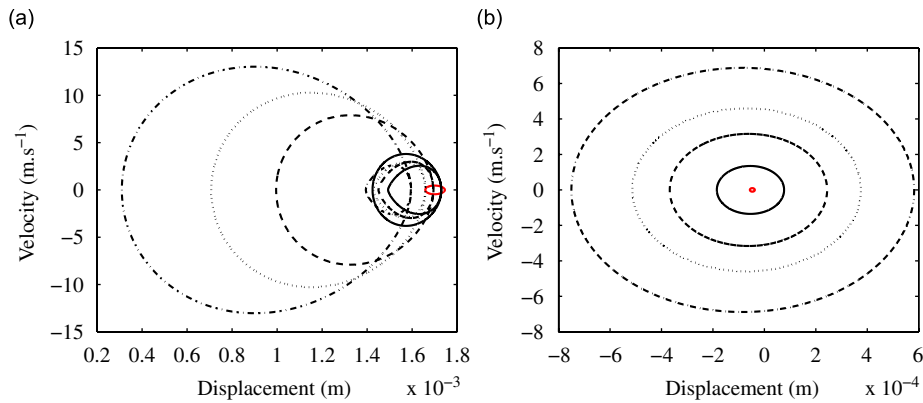 (a)
15
10
5
0
−5
−10
−15
Velocity (m.s⁻¹)
0.2 0.4 0.6 0.8 1 1.2 1.4 1.6 1.8
Displacement (m) x 10⁻³
(b)
8
6
4
2
0
−2
−4
−6
−8
Velocity (m.s⁻¹)
−8 −6 −4 −2 0 2 4 6
Displacement (m) x 10⁻⁴